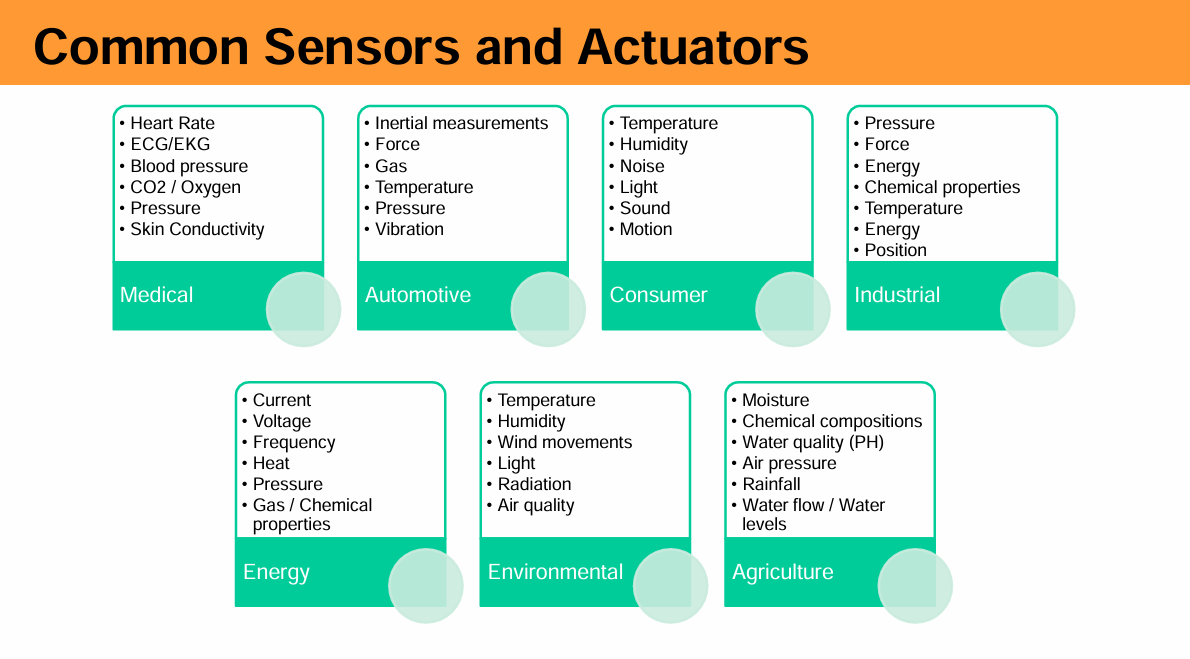 Common Sensors and Actuators
• Heart Rate
• ECG/EKG
• Blood pressure
• CO2 / Oxygen
• Pressure
• Skin Conductivity
Medical
• Inertial measurements
• Force
• Gas
• Temperature
• Pressure
• Vibration
Automotive
• Temperature
• Humidity
• Noise
• Light
• Sound
• Motion
Consumer
• Pressure
• Force
• Energy
• Chemical properties
• Temperature
• Energy
• Position
Industrial
• Current
• Voltage
• Frequency
• Heat
• Pressure
• Gas / Chemical
properties
Energy
• Temperature
• Humidity
• Wind movements
• Light
• Radiation
• Air quality
Environmental
• Moisture
• Chemical compositions
• Water quality (PH)
• Air pressure
• Rainfall
• Water flow / Water
levels
Agriculture